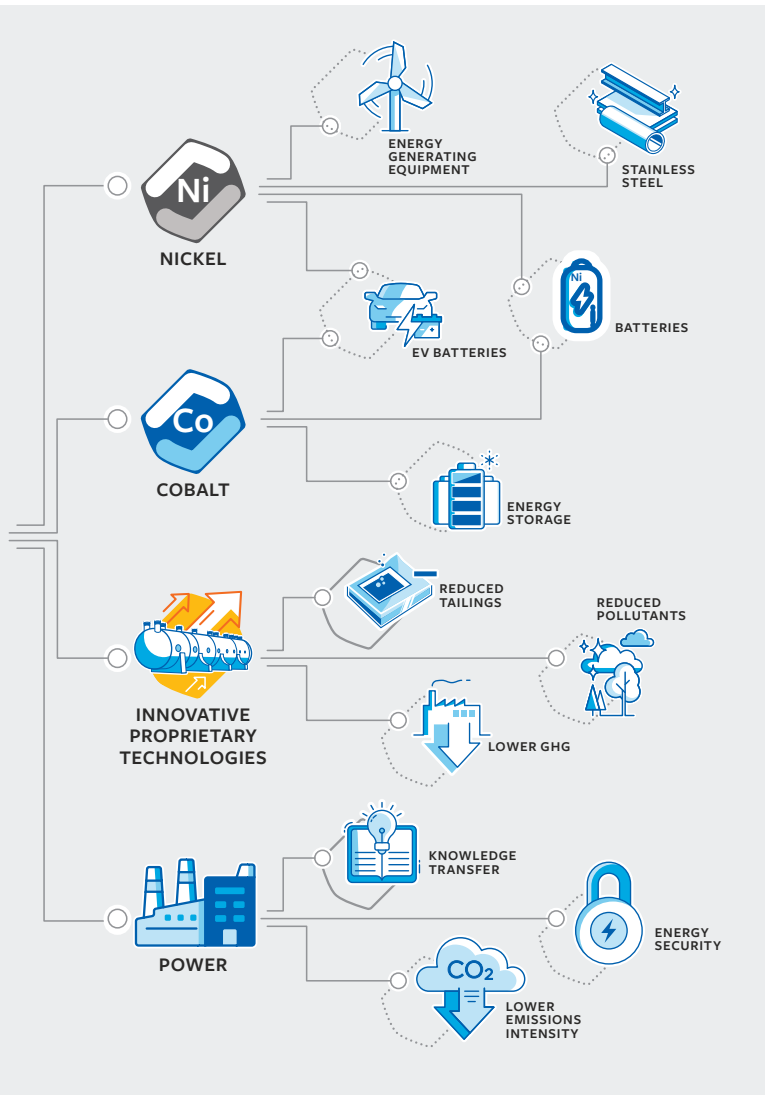 ENERGY
GENERATING
EQUIPMENT
STAINLESS
STEEL
Ni
NICKEL
Ni
BATTERIES
EV BATTERIES
Co
COBALT
ENERGY
STORAGE
REDUCED
TAILINGS
REDUCED
POLLUTANTS
INNOVATIVE
PROPRIETARY
TECHNOLOGIES
LOWER GHG
KNOWLEDGE
TRANSFER
ENERGY
SECURITY
POWER
CO₂
LOWER
EMISSIONS
INTENSITY